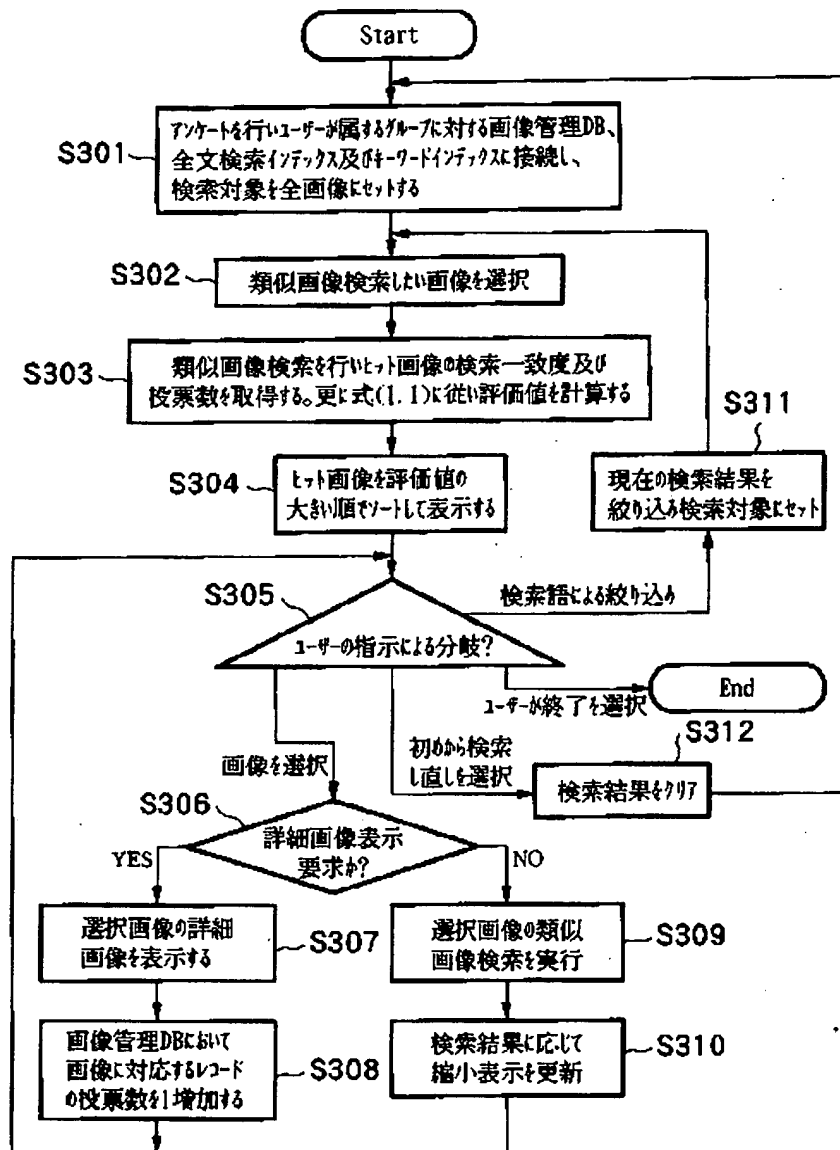 Start
S301
アンケートを行いユーザーが属するグループに対する画像管理DB、
全文検索インデックス及びキーワードインデックスに接続し、
検索対象を全画像にセットする
S302
類似画像検索したい画像を選択
S303
類似画像検索を行いヒット画像の検索一致度及び
投票数を取得する。更に式(1.1)に従い評価値を計算する
S311
現在の検索結果を
絞り込み検索対象にセット
S304
ヒット画像を評価値の
大きい順でソートして表示する
S305
検索語による絞り込み
ユーザーの指示による分岐?
End
ユーザーが終了を選択
S312
画像を選択
初めから検索
し直しを選択
検索結果をクリア
S306
詳細画像表示
要求か?
YES
NO
選択画像の詳細
画像を表示する
S307
選択画像の類似
画像検索を実行
S309
画像管理DBにおいて
画像に対応するレコード
の投票数を1増加する
S308
検索結果に応じて
縮小表示を更新
S310